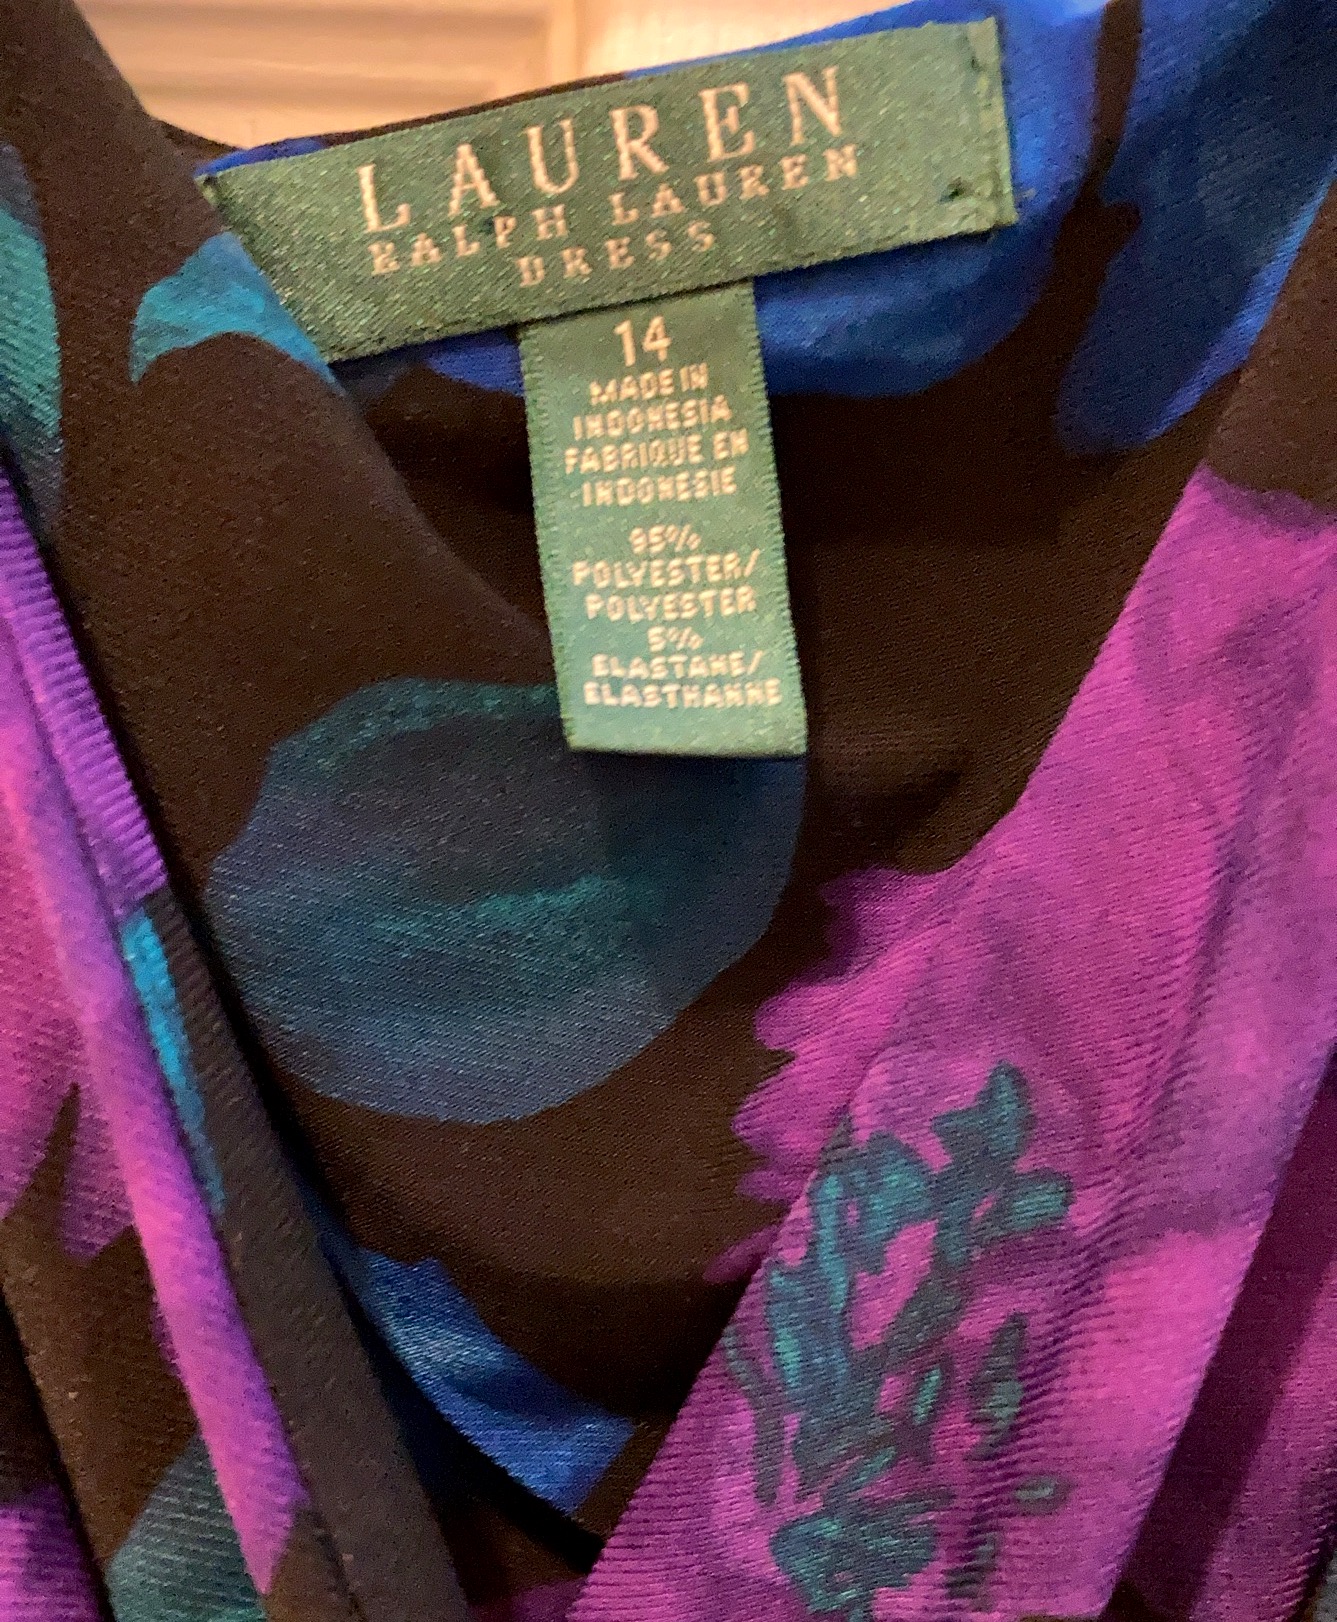 LAUREN
RALPH LAUREN
DRESS
14
MADE IN
INDONESIA
FABRIQUE EN
INDONESIE
95%
POLYESTER/
POLYESTER
5%
ELASTANE/
ELASTHANNE